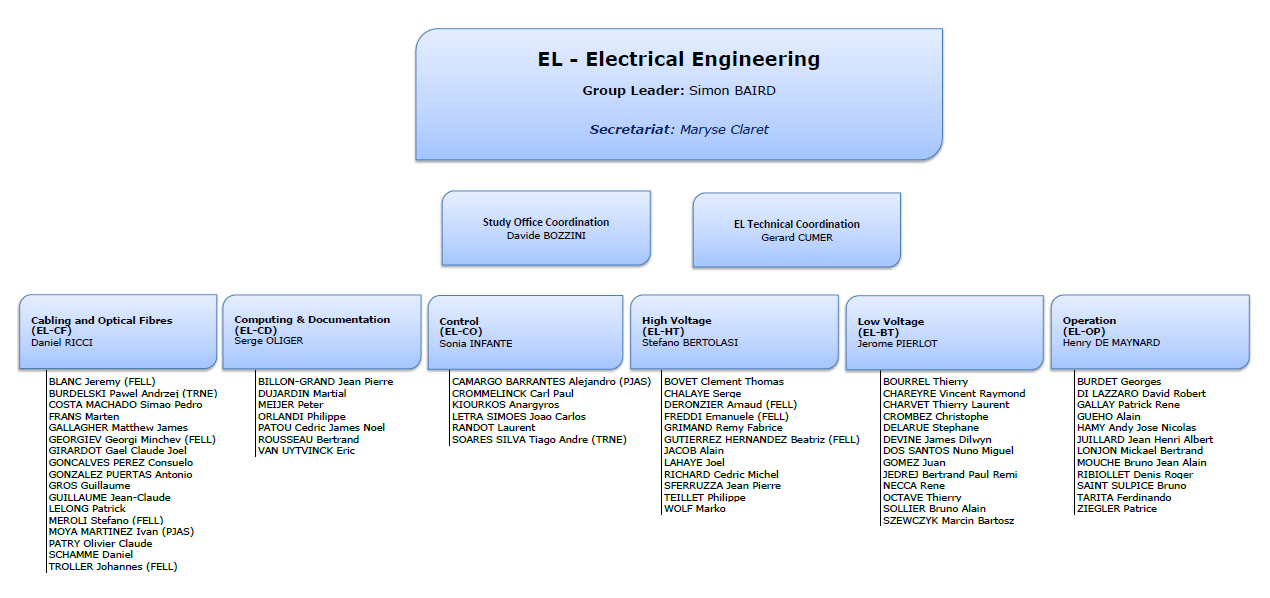 EL - Electrical Engineering
Group Leader: Simon BAIRD
Secretariat: Maryse Claret
Study Office Coordination
Davide BOZZINI
EL Technical Coordination
Gerard CUMER
Cabling and Optical Fibres
(EL-CF)
Daniel RICCI
BLANC Jeremy (FELL)
BURDELSKI Pawel Andrzej (TRNE)
COSTA MACHADO Simao Pedro
FRANS Marten
GALLAGHER Matthew James
GEORGIEV Georgi Minchev (FELL)
GIRARDOT Gael Claude Joel
GONCALVES PEREZ Consuelo
GONZALEZ PUERTAS Antonio
GROS Guillaume
GUILLAUME Jean-Claude
LELONG Patrick
MEROLI Stefano (FELL)
MOYA MARTINEZ Ivan (PJAS)
PATRY Olivier Claude
SCHAMME Daniel
TROLLER Johannes (FELL)
Computing & Documentation
(EL-CD)
Serge OLIGER
BILLON-GRAND Jean Pierre
DUJARDIN Martial
MEIJER Peter
ORLANDI Philippe
PATOU Cedric James Noel
ROUSSEAU Bertrand
VAN UYTVINCK Eric
Control
(EL-CO)
Sonia INFANTE
CAMARGO BARRANTES Alejandro (PJAS)
CROMMELINCK Carl Paul
KIOURKOS Anargyros
LETRA SIMOES Joao Carlos
RANDOT Laurent
SOARES SILVA Tiago Andre (TRNE)
High Voltage
(EL-HT)
Stefano BERTOLASI
BOVET Clement Thomas
CHALAYE Serge
DERONZIER Arnaud (FELL)
FREDDI Emanuele (FELL)
GRIMAND Remy Fabrice
GUTIERREZ HERNANDEZ Beatriz (FELL)
JACOB Alain
LAHAYE Joel
RICHARD Cedric Michel
SFERRUZZA Jean Pierre
TEILLET Philippe
WOLF Marko
Low Voltage
(EL-BT)
Jerome PIERLOT
BOURREL Thierry
CHAREYRE Vincent Raymond
CHARVET Thierry Laurent
CROMBEZ Christophe
DELARUE Stephane
DEVINE James Dilwyn
DOS SANTOS Nuno Miguel
GOMEZ Juan
JEDREJ Bertrand Paul Remi
NECCA Rene
OCTAVE Thierry
SOLLIER Bruno Alain
SZEWCZYK Marcin Bartosz
Operation
(EL-OP)
Henry DE MAYNARD
BURDET Georges
DI LAZZARO David Robert
GALLAY Patrick Rene
GUEHO Alain
HAMY Andy Jose Nicolas
JUILLARD Jean Henri Albert
LONJON Mickael Bertrand
MOUCHE Bruno Jean Alain
RIBIOLLET Denis Roger
SAINT SULPICE Bruno
TARITA Ferdinando
ZIEGLER Patrice